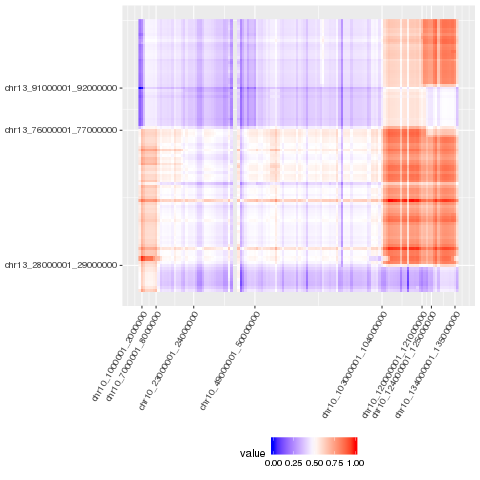 chr13_91000001_92000000
chr13_76000001_77000000
chr13_28000001_29000000
chr10_1000001_2000000
chr10_7000001_8000000
chr10_23000001_24000000
chr10_49000001_50000000
chr10_103000001_104000000
chr10_120000001_121000000
chr10_124000001_125000000
chr10_134000001_135000000
value
0.00 0.25 0.50 0.75 1.00